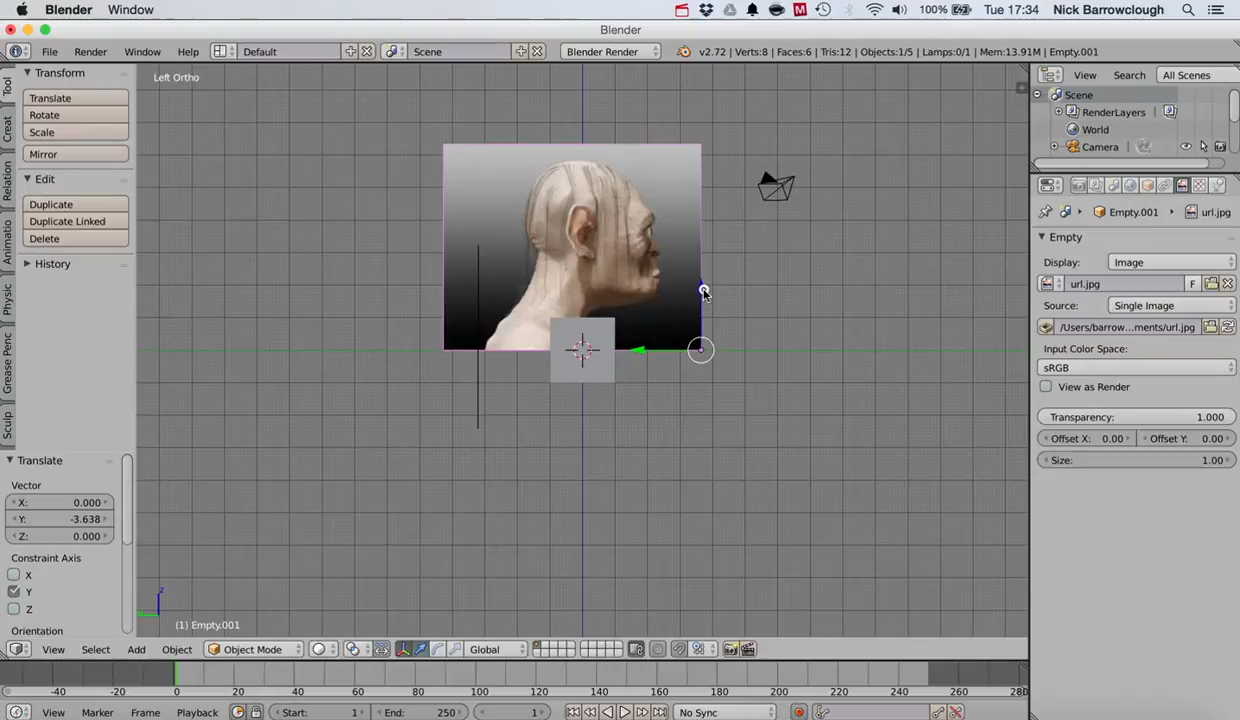 Blender Window 100% Tue 17:34 Nick Barrowclough
Blender
File Render Window Help Default Scene Blender Render v2.72 | Verts:8 | Faces:6 | Tris:12 | Objects:1/5 | Lamps:0/1 | Mem:13.91M | Empty.001
Transform
Translate
Rotate
Scale
Mirror
Edit
Duplicate
Duplicate Linked
Delete
History
Tool
Creat
Relation
Animatio
Physic
Grease Penc
Sculp
Translate
Vector
X: 0.000
Y: -3.638
Z: 0.000
Constraint Axis
X
Y
Z
Orientation
Left Ortho
z
(1) Empty.001
View Search All Scenes
Scene
RenderLayers
World
Camera
Empty.001 url.jpg
Empty
Display: Image
url.jpg F
Source: Single Image
/Users/barrow...ments/url.jpg
Input Color Space:
sRGB
View as Render
Transparency: 1.000
Offset X: 0.00 Offset Y: 0.00
Size: 1.00
View Select Add Object Object Mode Global
-40 -20 0 20 40 60 80 100 120 140 160 180 200 220 240 260 280
View Marker Frame Playback Start: 1 End: 250 1 No Sync